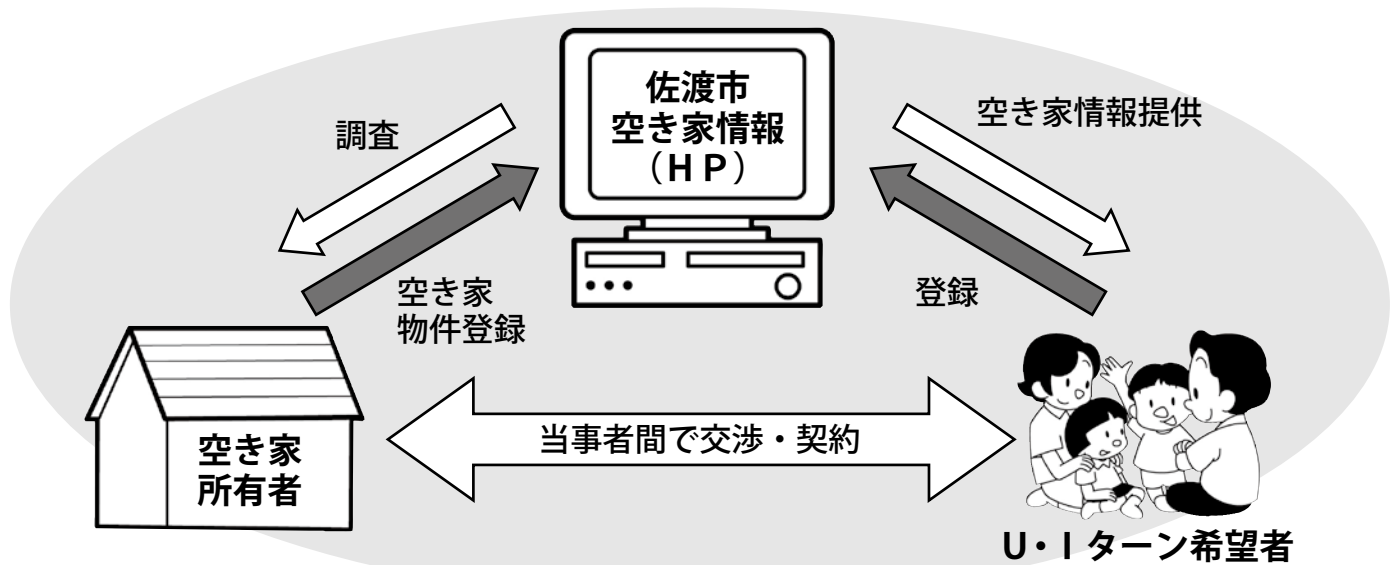 佐渡市
空き家情報
（ＨＰ）
調査
空き家情報提供
空き家
物件登録
登録
当事者間で交渉・契約
空き家
所有者
U・Iターン希望者